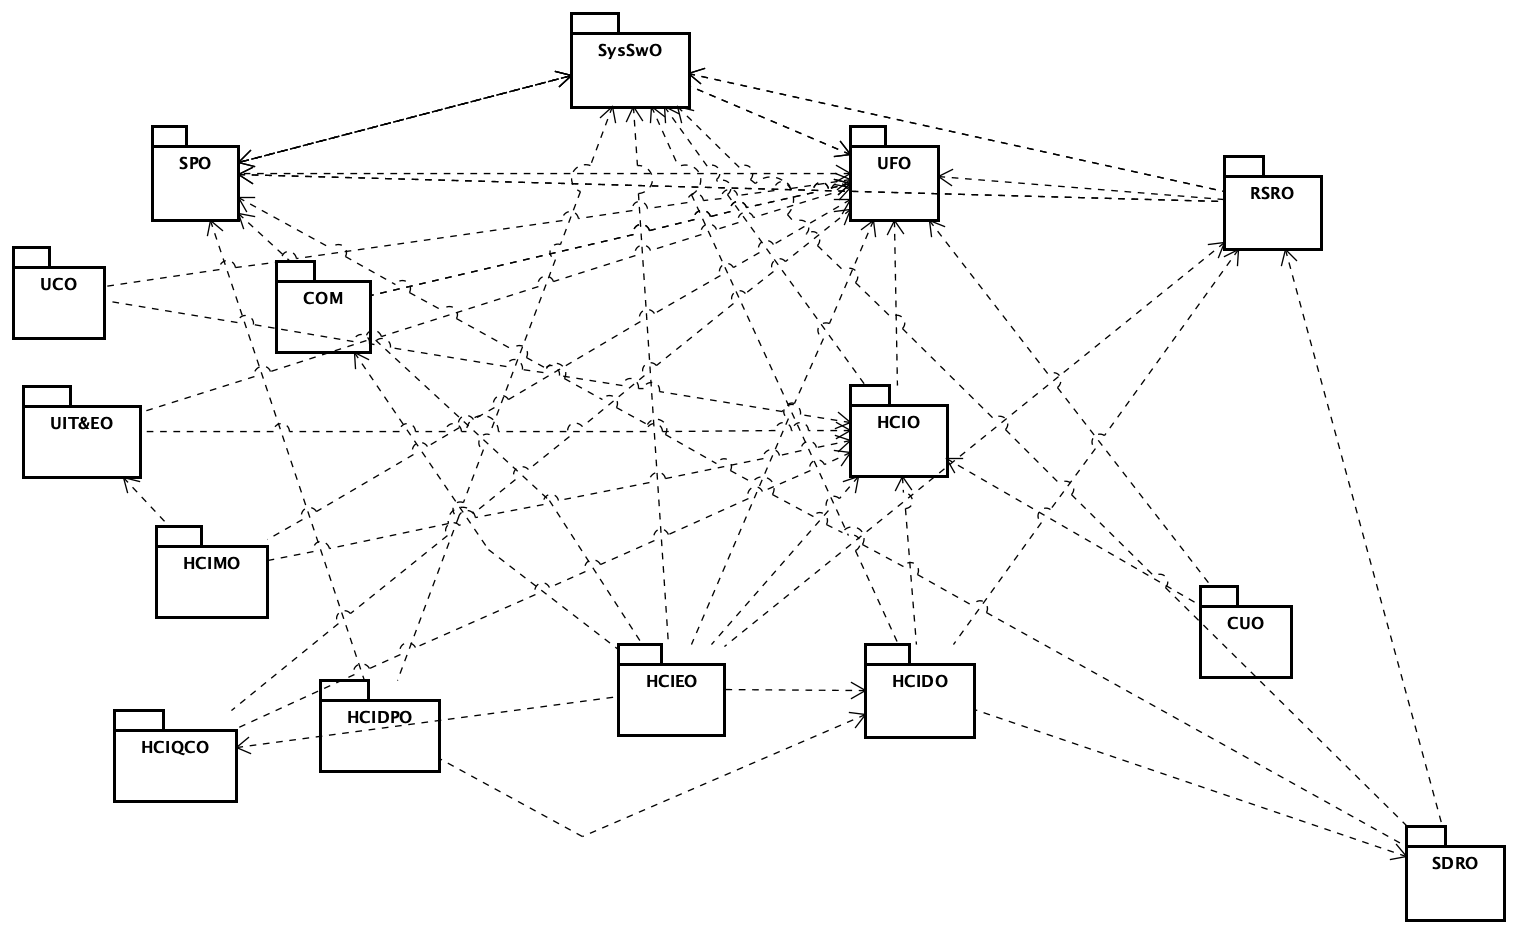 SysSwO
SPO
UFO
RSRO
UCO
COM
UIT&EO
HCIO
HCIMO
CUO
HCIEO
HCIDO
HCIDPO
HCIQCO
SDRO